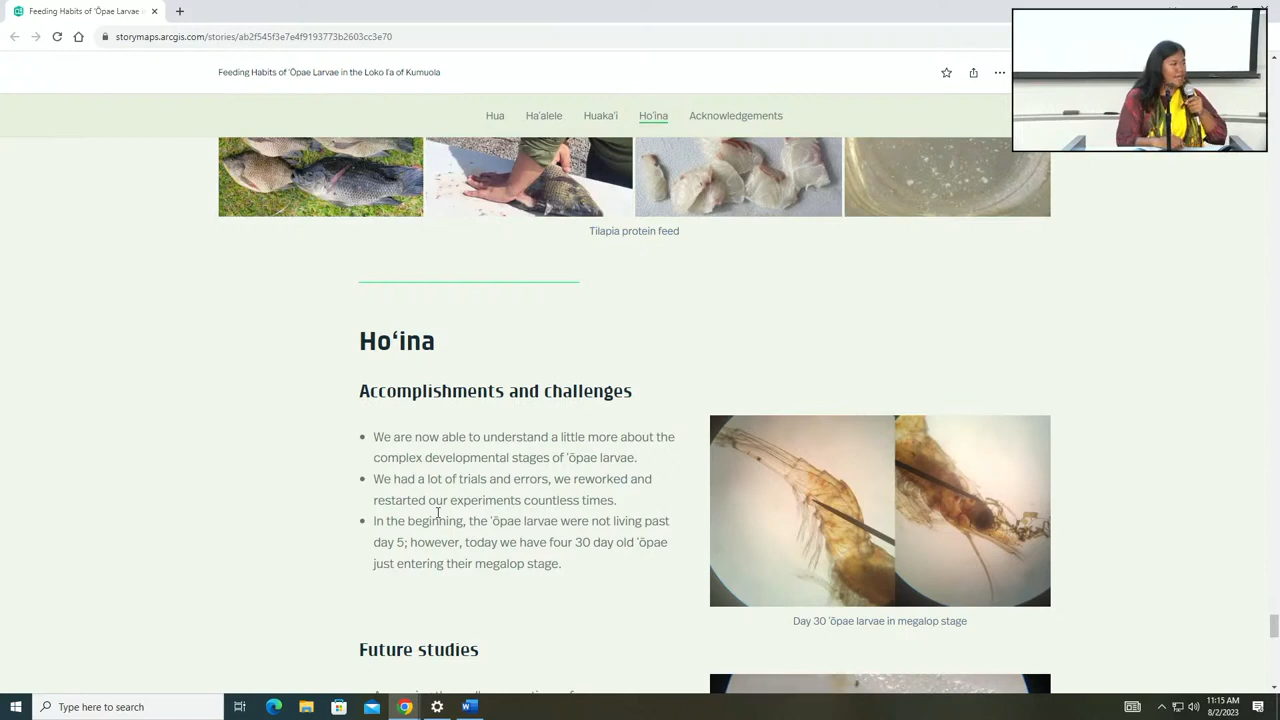 Feeding Habits of ʻŌpae Larvae i
storymaps.arcgis.com/stories/ab2f545f3e7e4f9193773b2603cc3e70
Feeding Habits of ʻŌpae Larvae in the Loko Iʻa of Kumuola
Hua
Haʻalele
Huakaʻi
Hoʻina
Acknowledgements
Tilapia protein feed
Hoʻina
Accomplishments and challenges
We are now able to understand a little more about the
complex developmental stages of ʻōpae larvae.
We had a lot of trials and errors, we reworked and
restarted our experiments countless times.
In the beginning, the ʻōpae larvae were not living past
day 5; however, today we have four 30 day old ʻōpae
just entering their megalop stage.
Day 30 ʻōpae larvae in megalop stage
Future studies
Type here to search
11:15 AM
8/2/2023